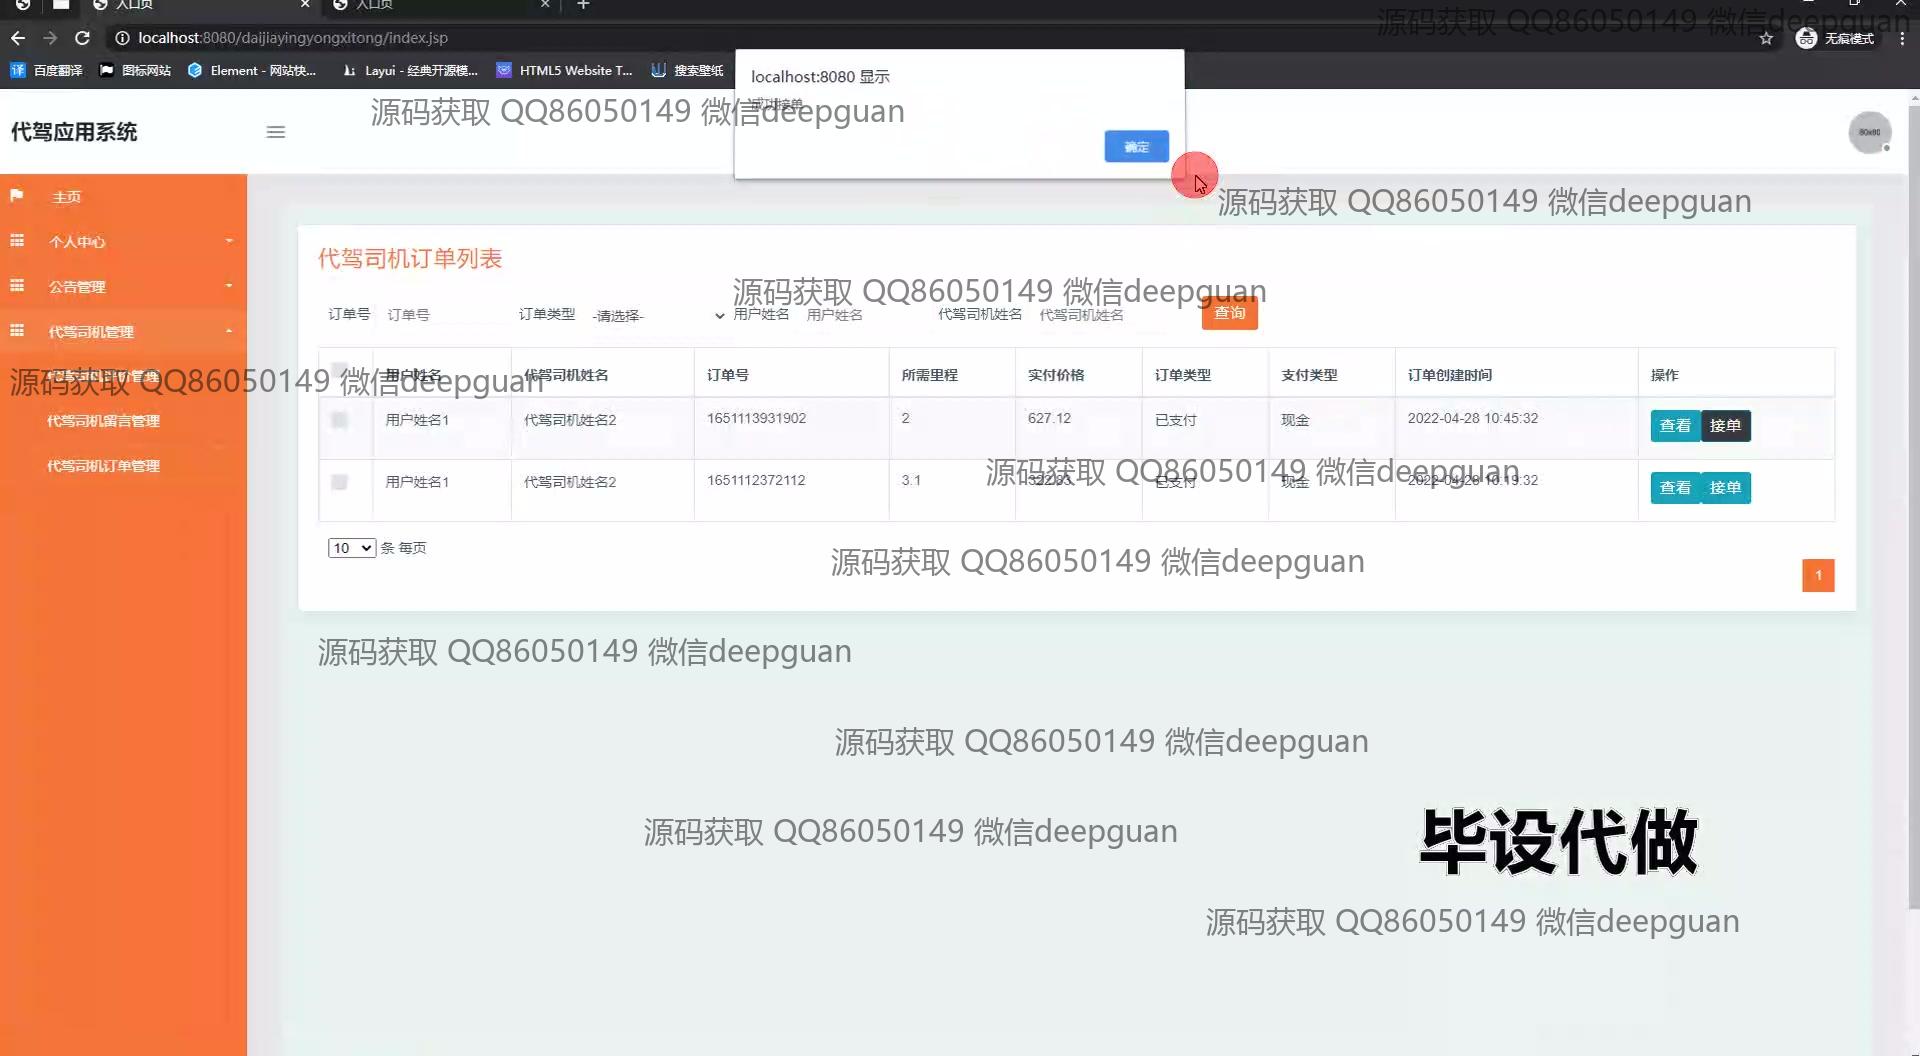 入口页
入口页
localhost:8080/daijiayingyongxitong/index.jsp
无痕模式
源码获取 QQ86050149 微信deepguan
百度翻译
图标网站
Element - 网站快...
Layui - 经典开源模...
HTML5 Website T...
搜索壁纸
localhost:8080 显示
成功接单
确定
源码获取 QQ86050149 微信deepguan
代驾应用系统
80x80
源码获取 QQ86050149 微信deepguan
主页
个人中心
公告管理
代驾司机管理
代驾司机评价管理
代驾司机留言管理
代驾司机订单管理
代驾司机订单列表
源码获取 QQ86050149 微信deepguan
订单号 订单号 订单类型 -请选择- 用户姓名 用户姓名 代驾司机姓名 代驾司机姓名 查询
源码获取 QQ86050149 微信deepguan
用户姓名 代驾司机姓名 订单号 所需里程 实付价格 订单类型 支付类型 订单创建时间 操作
用户姓名1 代驾司机姓名2 1651113931902 2 627.12 已支付 现金 2022-04-28 10:45:32 查看 接单
源码获取 QQ86050149 微信deepguan
用户姓名1 代驾司机姓名2 1651112372112 3.1 322.83 已支付 现金 2022-04-28 10:19:32 查看 接单
10 条 每页
源码获取 QQ86050149 微信deepguan
1
源码获取 QQ86050149 微信deepguan
源码获取 QQ86050149 微信deepguan
源码获取 QQ86050149 微信deepguan
毕设代做
源码获取 QQ86050149 微信deepguan